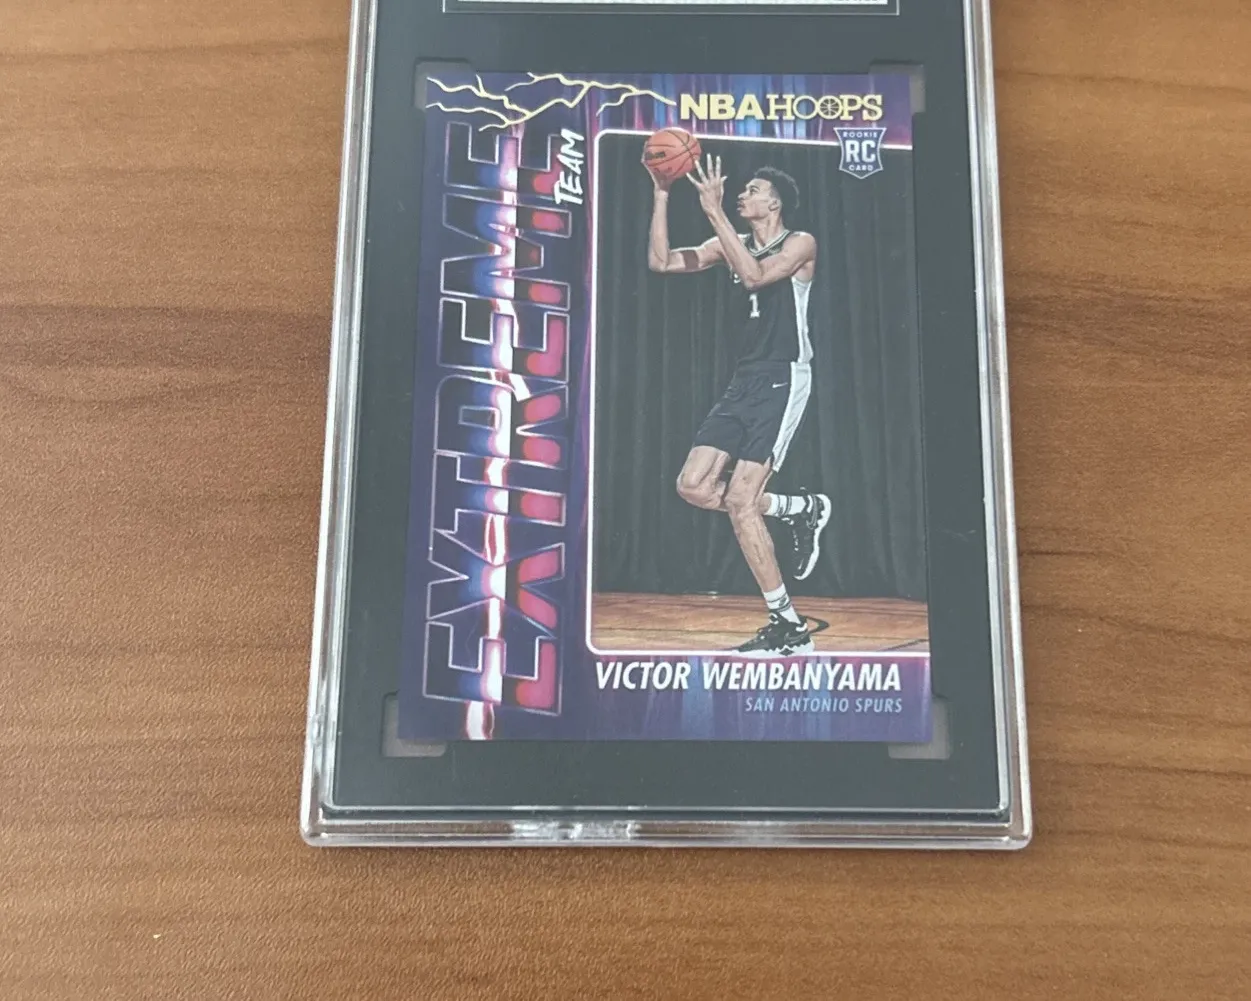 NBA HOOPS
ROOKIE
RC
CARD
EXTREME
TEAM
1
VICTOR WEMBANYAMA
SAN ANTONIO SPURS